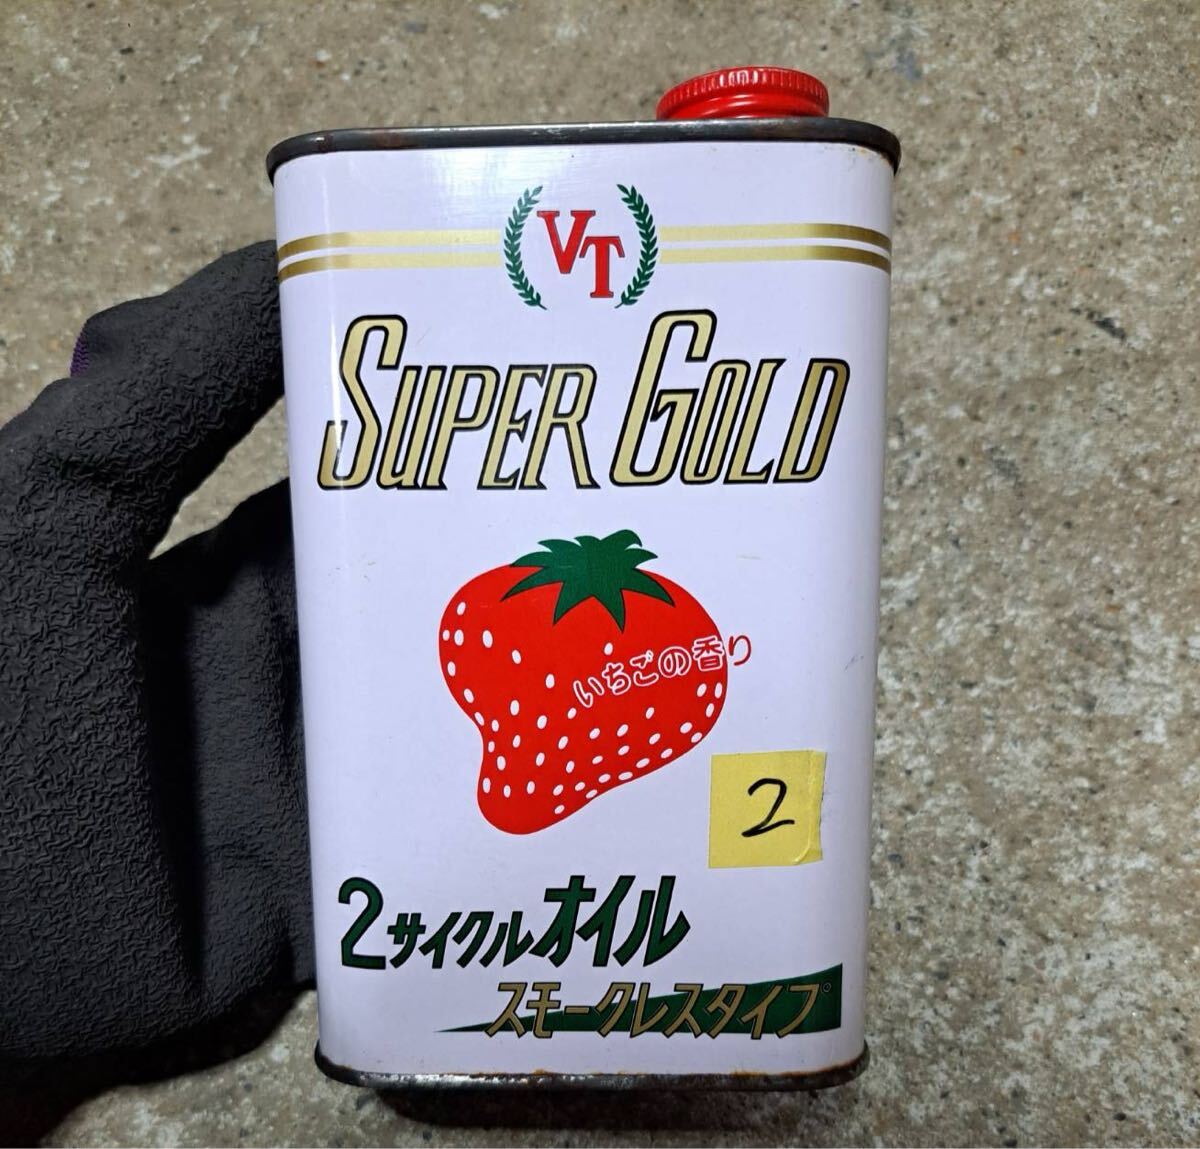 VT
SUPER GOLD
いちごの香り
2
2サイクルオイル
スモークレスタイプ